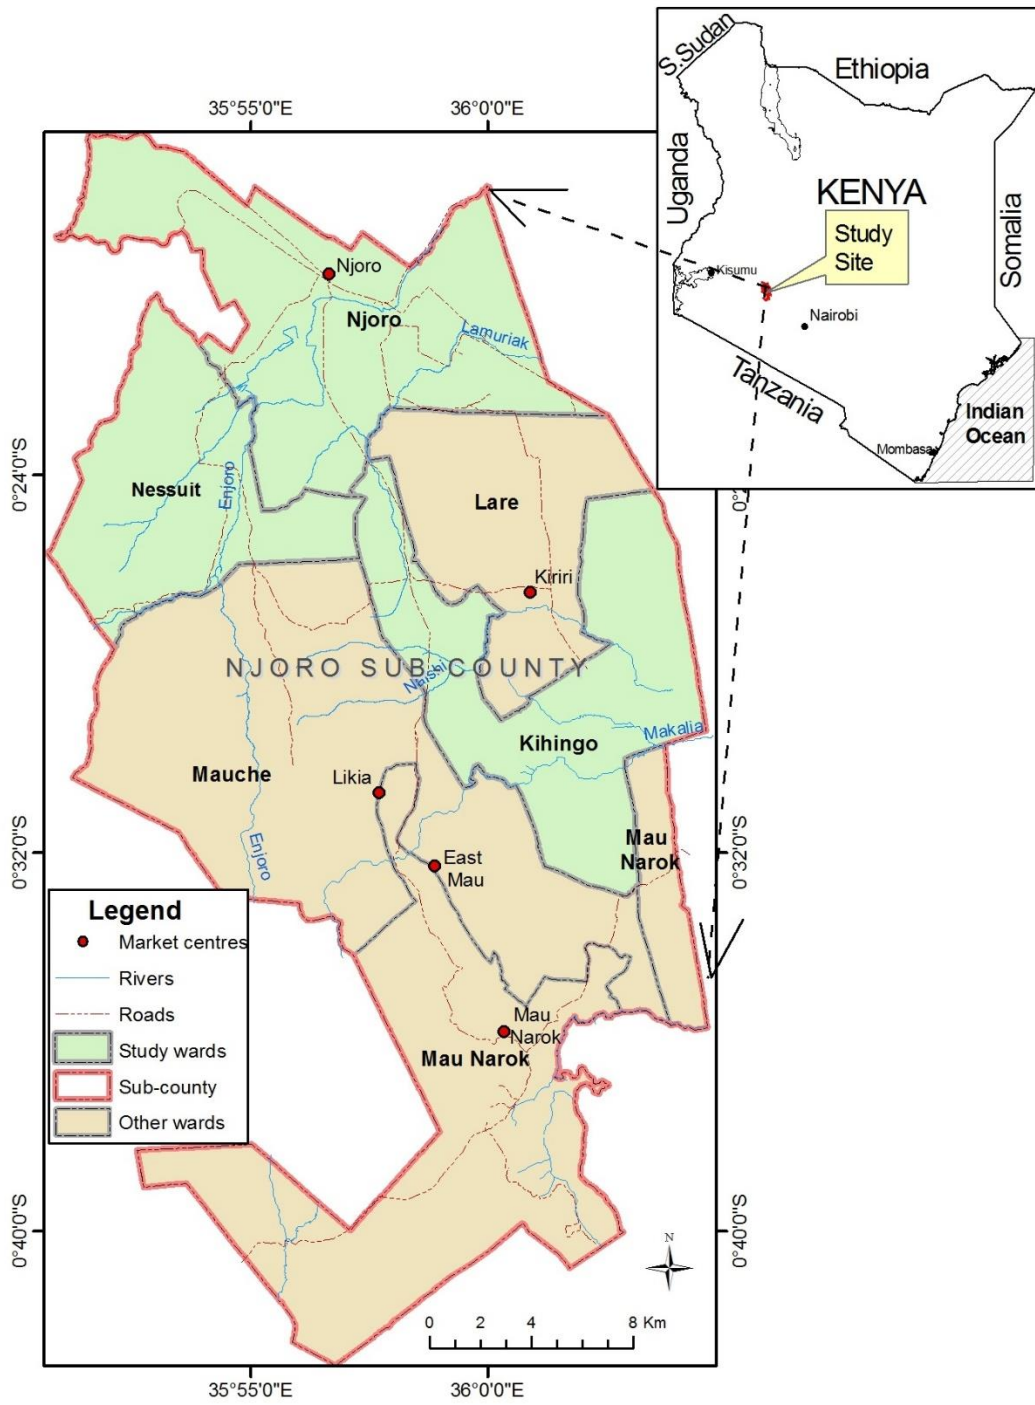 S.Sudan
Ethiopia
Uganda
KENYA
Somalia
Study
Site
Kisumu
Nairobi
Tanzania
Indian
Ocean
Mombasa
35°55'0"E
36°0'0"E
Njoro
Njoro
Lamuriak
0°24'0"S
Nessuit
Enjoro
Lare
Kiriri
NJORO SUB-COUNTY
Naishi
Makalia
Kihingo
Mauche
Likia
Mau
Narok
Enjoro
East
Mau
0°32'0"S
0°32'0"S
Legend
Market centres
Rivers
Roads
Study wards
Sub-county
Other wards
Mau
Narok
Mau Narok
0°40'0"S
0°40'0"S
N
0 2 4 8 Km
35°55'0"E
36°0'0"E